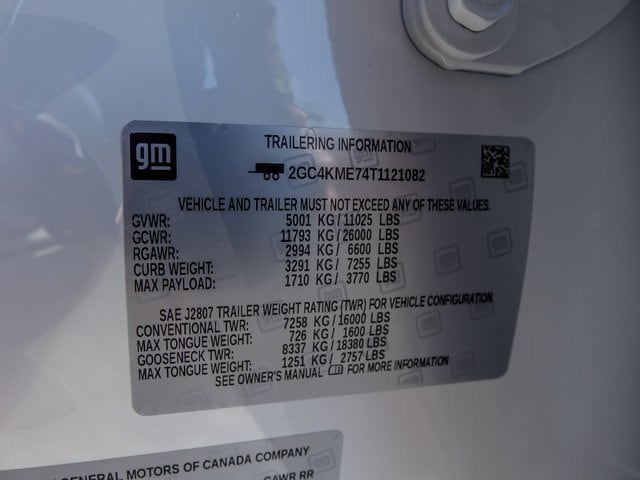 gm
TRAILERING INFORMATION
2GC4KME74T1121082
VEHICLE AND TRAILER MUST NOT EXCEED ANY OF THESE VALUES.
GVWR: 5001 KG/11025 LBS
GCWR: 11793 KG/26000 LBS
RGAWR: 2994 KG/ 6600 LBS
CURB WEIGHT: 3291 KG/ 7255 LBS
MAX PAYLOAD: 1710 KG/ 3770 LBS
SAE J2807 TRAILER WEIGHT RATING (TWR) FOR VEHICLE CONFIGURATION.
CONVENTIONAL TWR: 7258 KG/16000 LBS
MAX TONGUE WEIGHT: 726 KG/ 1600 LBS
GOOSENECK TWR: 8337 KG/18380 LBS
MAX TONGUE WEIGHT: 1251 KG/ 2757 LBS
SEE OWNER'S MANUAL FOR MORE INFORMATION
GENERAL MOTORS OF CANADA COMPANY
GAWR RR